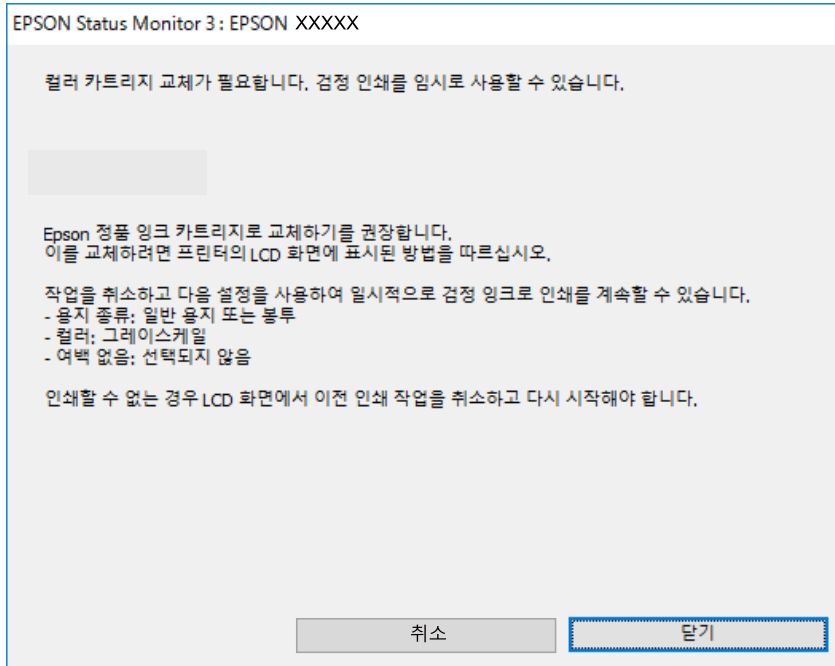 EPSON Status Monitor 3 : EPSON XXXXX
컬러 카트리지 교체가 필요합니다. 검정 인쇄를 임시로 사용할 수 있습니다.
Epson 정품 잉크 카트리지로 교체하기를 권장합니다.
이를 교체하려면 프린터의 LCD 화면에 표시된 방법을 따르십시오.
작업을 취소하고 다음 설정을 사용하여 일시적으로 검정 잉크로 인쇄를 계속할 수 있습니다.
- 용지 종류: 일반 용지 또는 봉투
- 컬러: 그레이스케일
- 여백 없음: 선택되지 않음
인쇄할 수 없는 경우 LCD 화면에서 이전 인쇄 작업을 취소하고 다시 시작해야 합니다.
취소
닫기